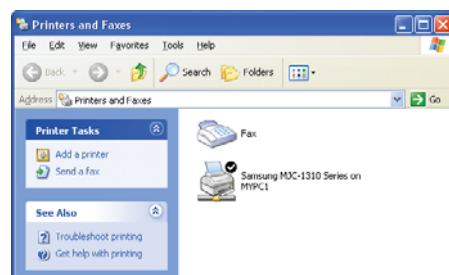 Printers and Faxes
File Edit View Favorites Tools Help
Back Search Folders
Address Printers and Faxes Go
Printer Tasks
Add a printer
Send a fax
See Also
Troubleshoot printing
Get help with printing
Fax
Samsung MJC-1310 Series on
MYPC1